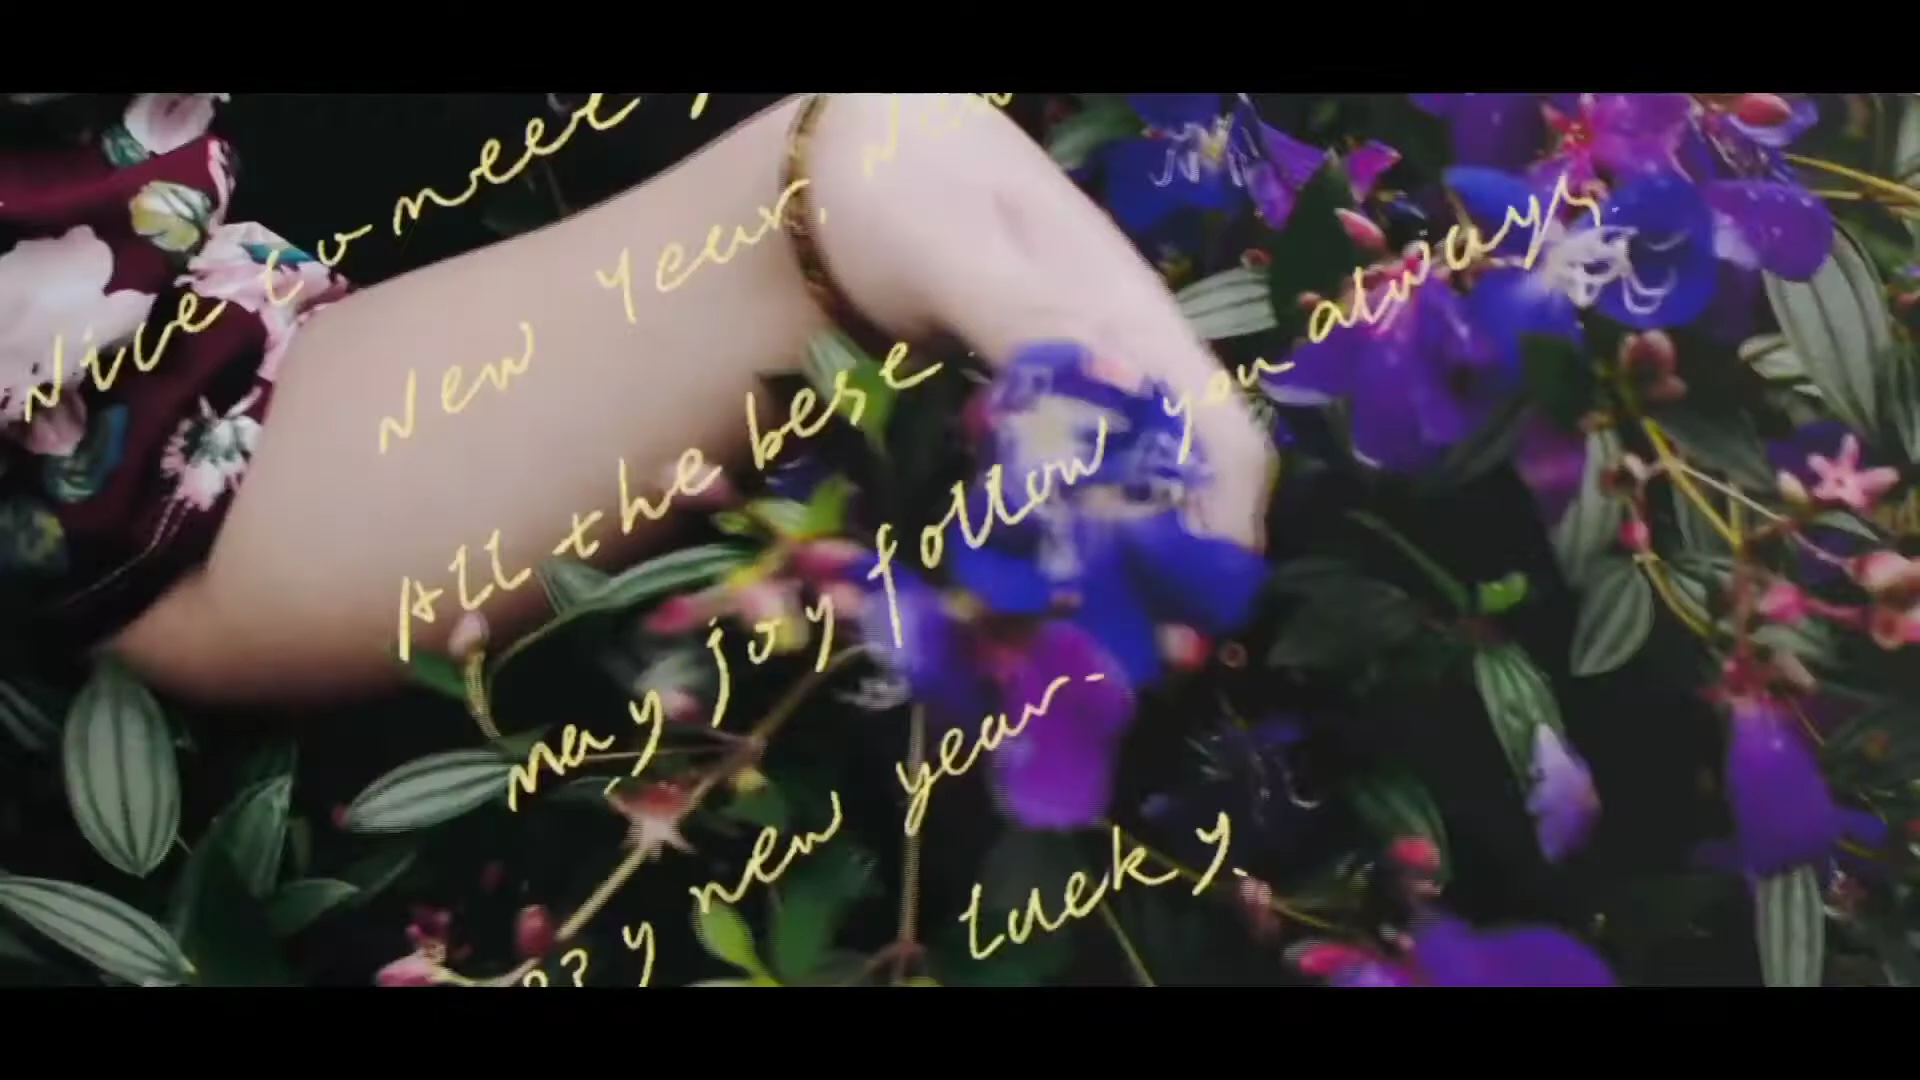 Nice to meet
New Year. New
All the best
may joy follow you always
new year.
Lucky.